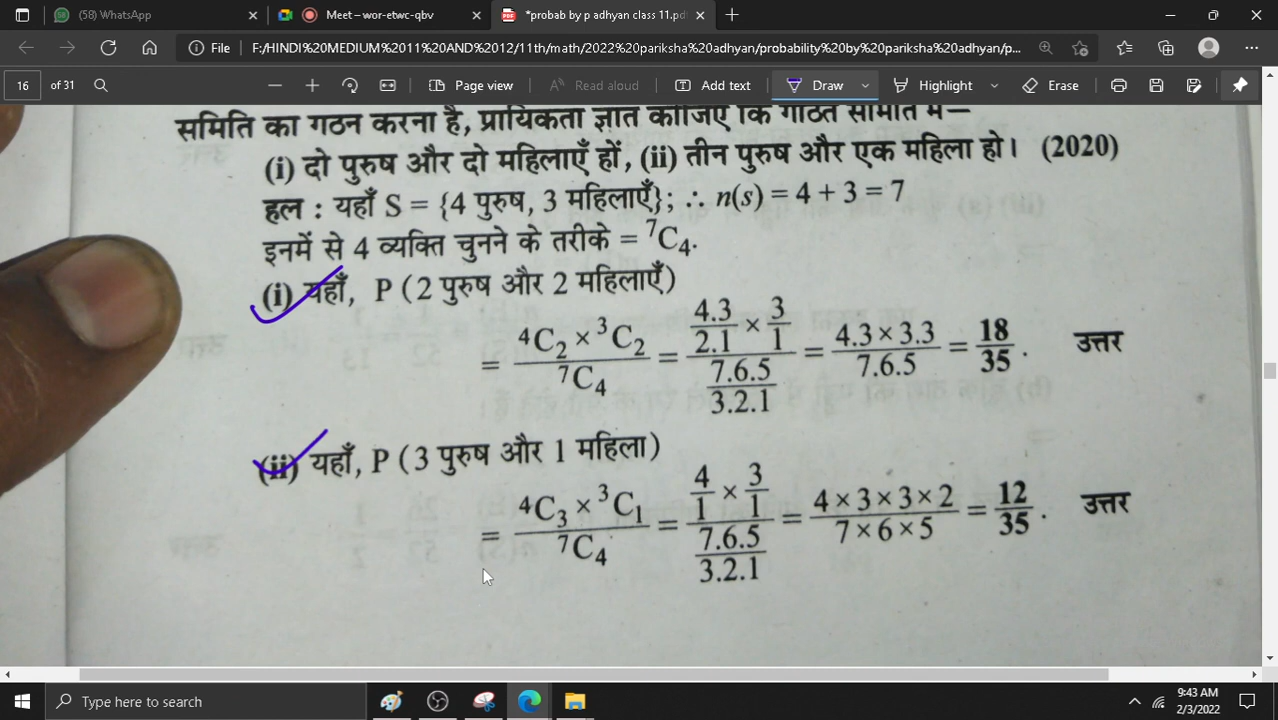 (58) WhatsApp
Meet – wor-etwc-qbv
*probab by p adhyan class 11.pd
File
F:/HINDI%20MEDIUM%2011%20AND%2012/11th/math/2022%20pariksha%20adhyan/probability%20by%20pariksha%20adhyan/p...
16 of 31
Page view
Read aloud
Add text
Draw
Highlight
Erase
समिति का गठन करना है, प्रायिकता ज्ञात कीजिए कि गठित समिति में—
(i) दो पुरुष और दो महिलाएँ हों, (ii) तीन पुरुष और एक महिला हो। (2020)
हल : यहाँ S = {4 पुरुष, 3 महिलाएँ}; ∴ n(s) = 4 + 3 = 7
इनमें से 4 व्यक्ति चुनने के तरीके = ⁷C₄.
(i) यहाँ, P (2 पुरुष और 2 महिलाएँ)
= (⁴C₂ × ³C₂)/(⁷C₄) = (4.3/2.1 × 3/1)/(7.6.5/3.2.1) = (4.3 × 3.3)/(7.6.5) = 18/35. उत्तर
(ii) यहाँ, P (3 पुरुष और 1 महिला)
= (⁴C₃ × ³C₁)/(⁷C₄) = (4/1 × 3/1)/(7.6.5/3.2.1) = (4 × 3 × 3 × 2)/(7 × 6 × 5) = 12/35. उत्तर
Type here to search
9:43 AM
2/3/2022